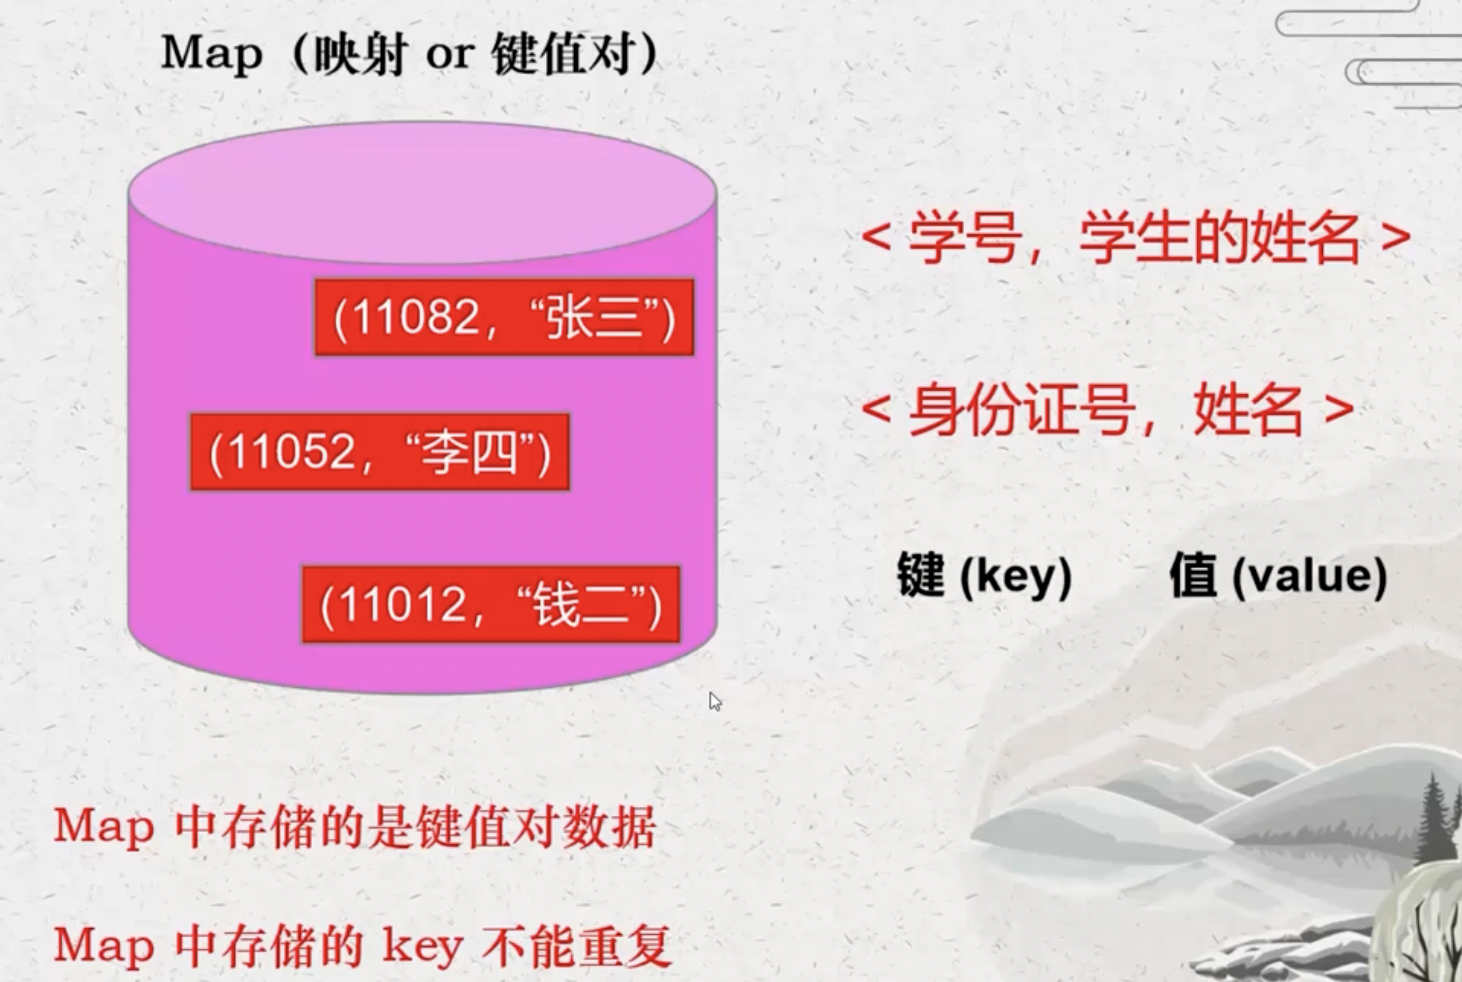 Map（映射 or 键值对）
(11082，“张三”)
(11052，“李四”)
(11012，“钱二”)
< 学号，学生的姓名 >
< 身份证号，姓名 >
键 (key) 值 (value)
Map 中存储的是键值对数据
Map 中存储的 key 不能重复